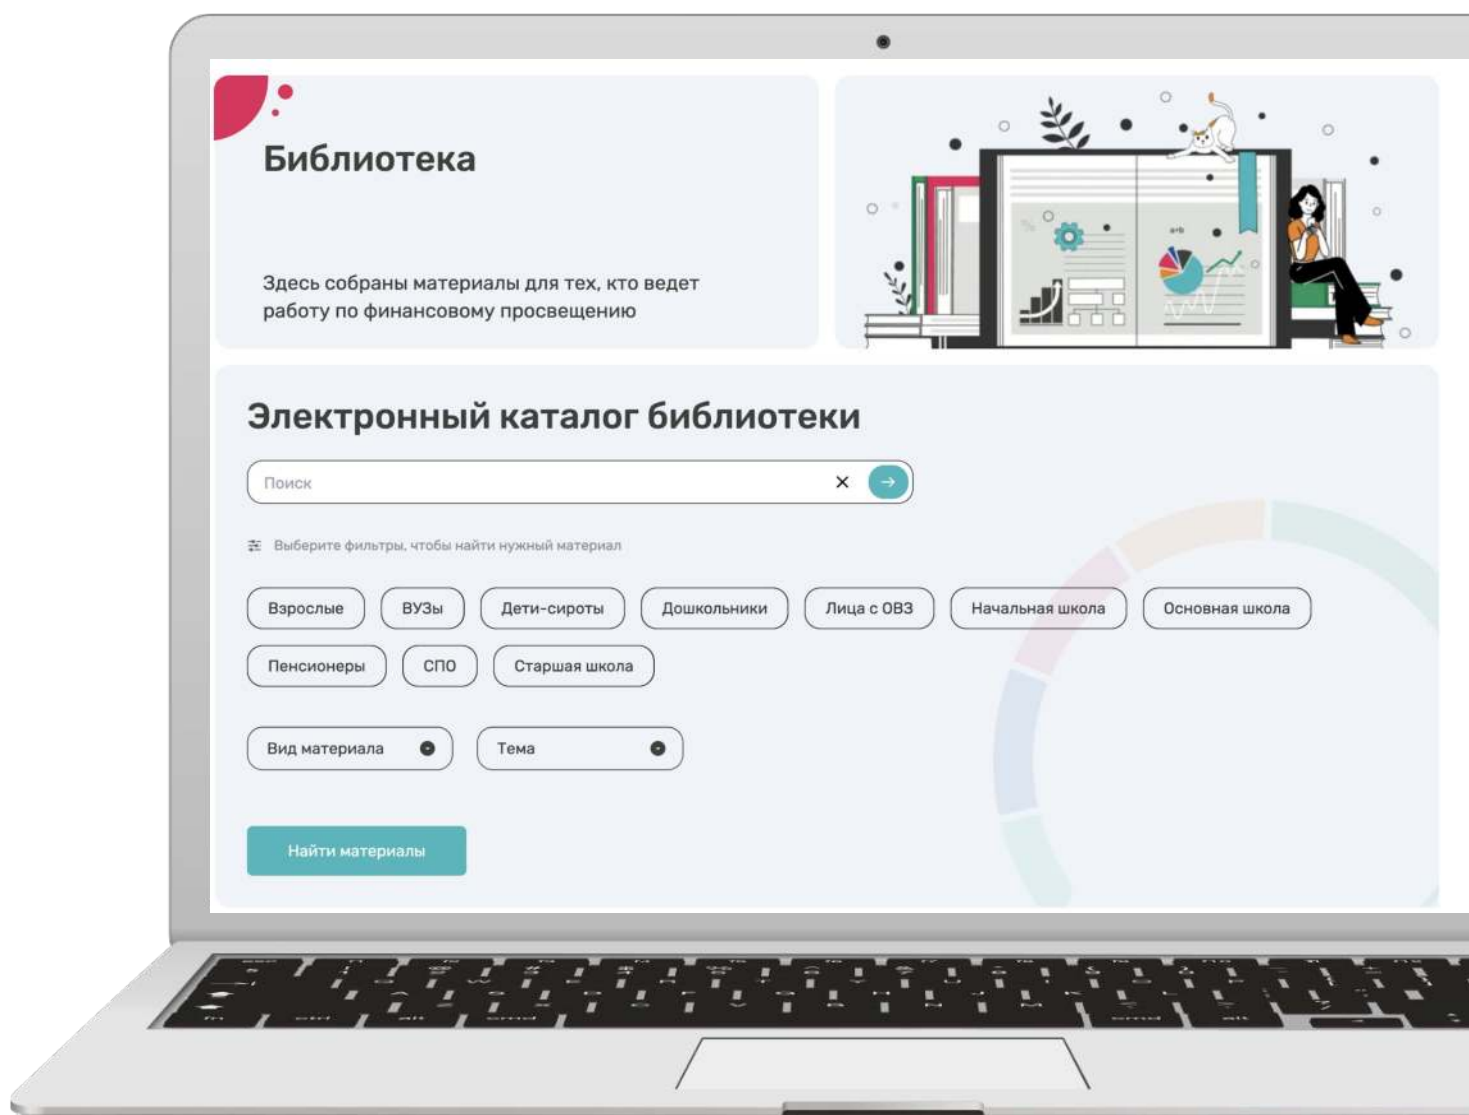 Библиотека
Здесь собраны материалы для тех, кто ведет
работу по финансовому просвещению
a+b
Электронный каталог библиотеки
Поиск
Выберите фильтры, чтобы найти нужный материал
Взрослые ВУЗы Дети-сироты Дошкольники Лица с ОВЗ Начальная школа Основная школа
Пенсионеры СПО Старшая школа
Вид материала Тема
Найти материалы